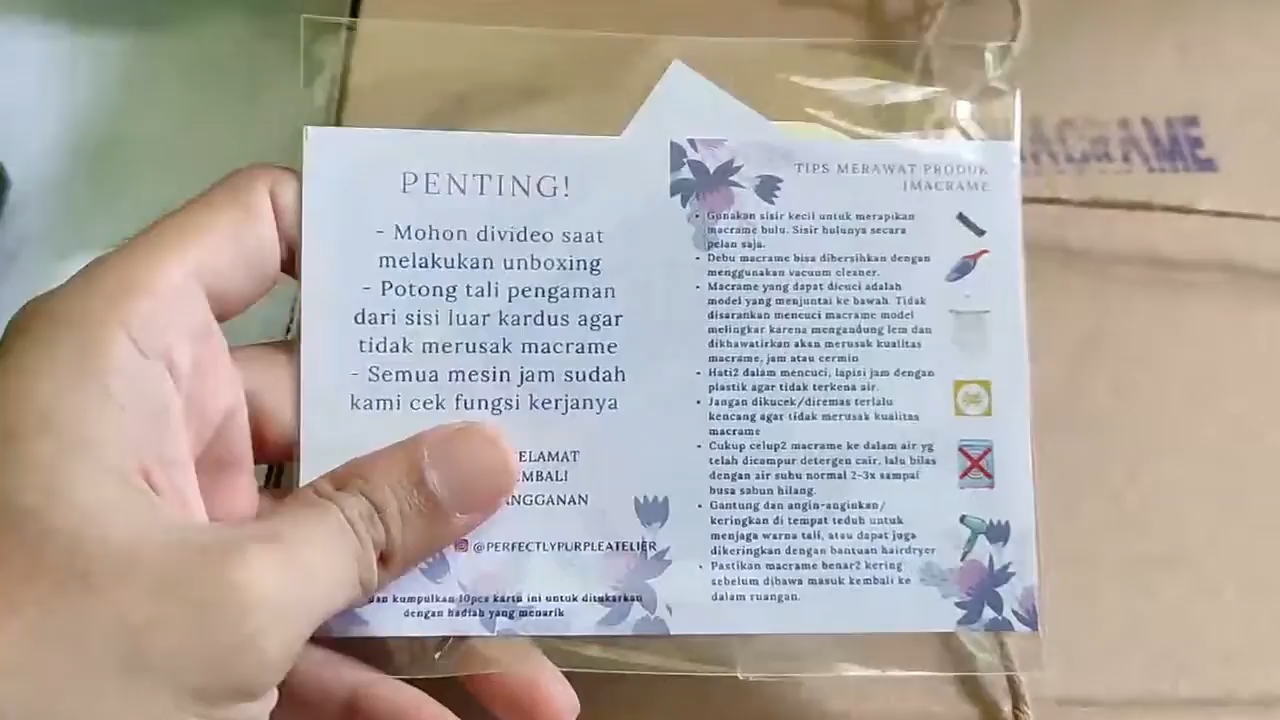 PENTING!
- Mohon divideo saat
melakukan unboxing
- Potong tali pengaman
dari sisi luar kardus agar
tidak merusak macrame
- Semua mesin jam sudah
kami cek fungsi kerjanya
@PERFECTLYPURPLEATELIER
dan kumpulkan 10pcs kartu ini untuk ditukarkan
dengan hadiah yang menarik
TIPS MERAWAT PRODUK
IMACRAME
• Gunakan sisir kecil untuk merapikan
macrame bulu. Sisir bulunya secara
pelan saja.
• Debu macrame bisa dibersihkan dengan
menggunakan vacuum cleaner.
• Macrame yang dapat dicuci adalah
model yang menjuntai ke bawah. Tidak
disarankan mencuci macrame model
melingkar karena mengandung lem dan
dikhawatirkan akan merusak kualitas
macrame, jam atau cermin
• Hati2 dalam mencuci, lapisi jam dengan
plastik agar tidak terkena air.
• Jangan dikucek/diremas terlalu
kencang agar tidak merusak kualitas
macrame
• Cukup celup2 macrame ke dalam air yg
telah dicampur detergen cair, lalu bilas
dengan air suhu normal 2-3x sampai
busa sabun hilang.
• Gantung dan angin-anginkan/
keringkan di tempat teduh untuk
menjaga warna tali, atau dapat juga
dikeringkan dengan bantuan hairdryer
• Pastikan macrame benar2 kering
sebelum dibawa masuk kembali ke
dalam ruangan.
MACRAME